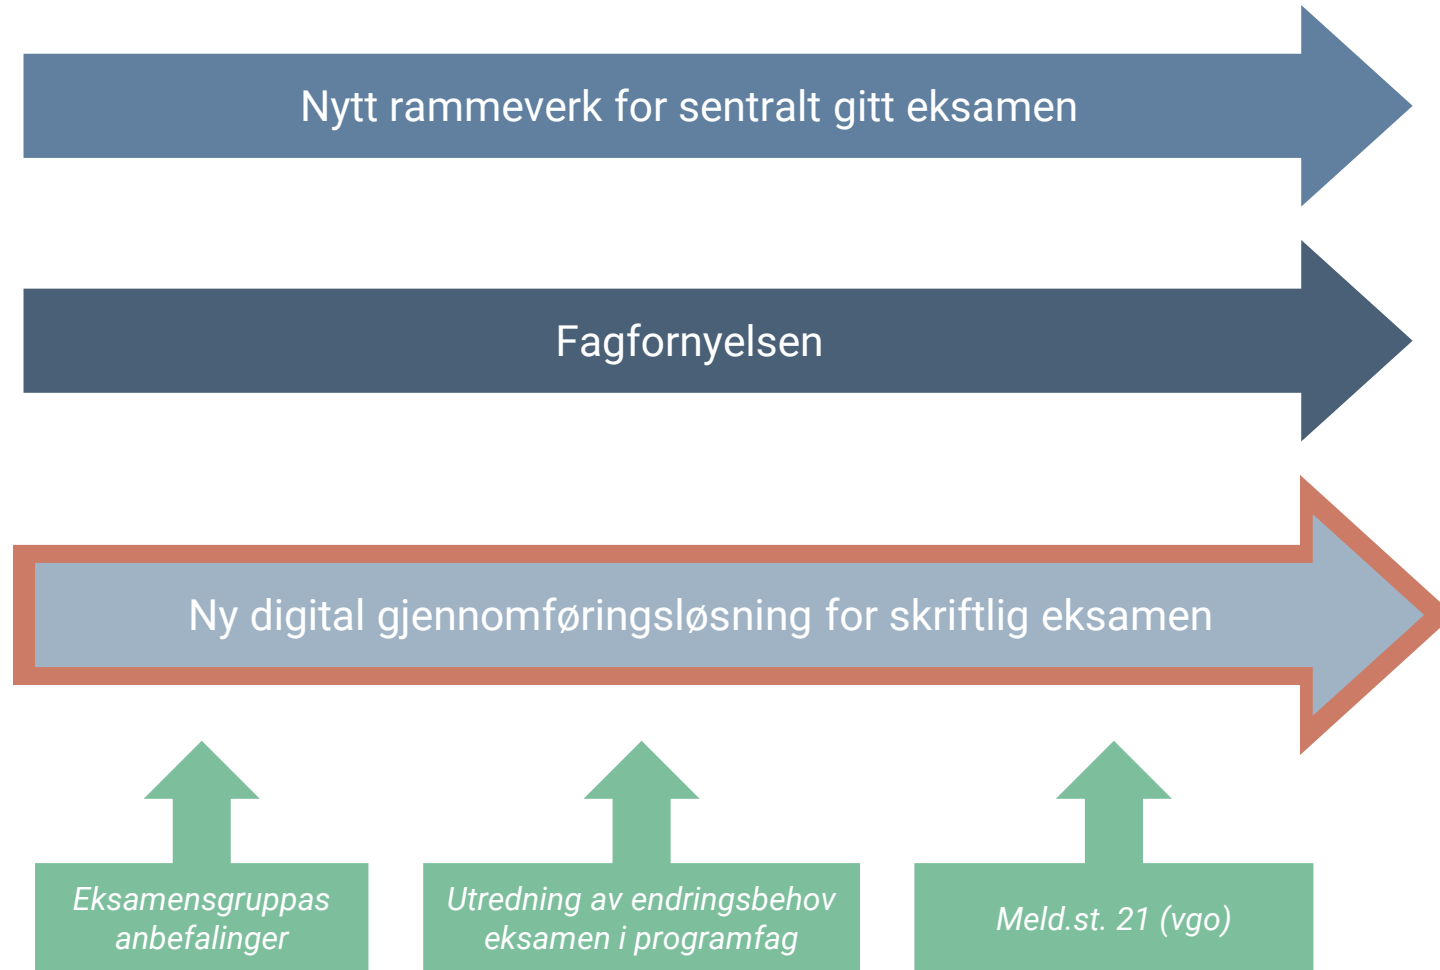 Nytt rammeverk for sentralt gitt eksamen
Fagfornyelsen
Ny digital gjennomføringsløsning for skriftlig eksamen
Eksamensgruppas
anbefalinger
Utredning av endringsbehov
eksamen i programfag
Meld.st. 21 (vgo)